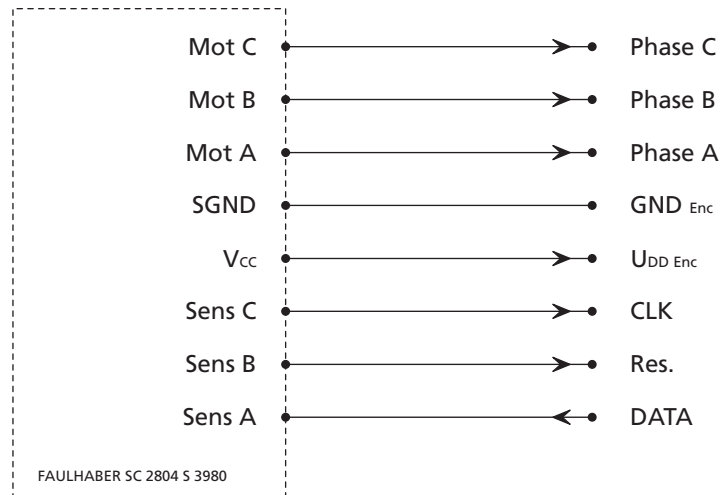 Mot C Phase C
Mot B Phase B
Mot A Phase A
SGND GND Enc
Vcc UDD Enc
Sens C CLK
Sens B Res.
Sens A DATA
FAULHABER SC 2804 S 3980